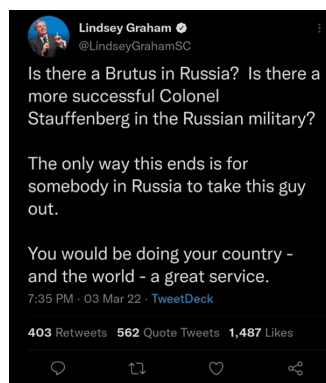 Lindsey Graham
@LindseyGrahamSC
Is there a Brutus in Russia? Is there a
more successful Colonel
Stauffenberg in the Russian military?
The only way this ends is for
somebody in Russia to take this guy
out.
You would be doing your country -
and the world - a great service.
7:35 PM · 03 Mar 22 · TweetDeck
403 Retweets 562 Quote Tweets 1,487 Likes